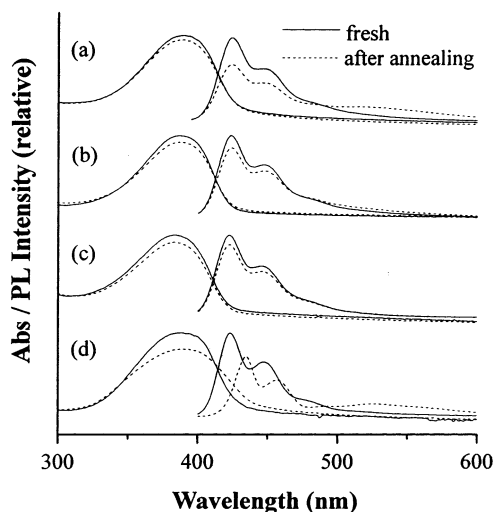 fresh
after annealing
(a)
(b)
(c)
(d)
Abs / PL Intensity (relative)
300 400 500 600
Wavelength (nm)